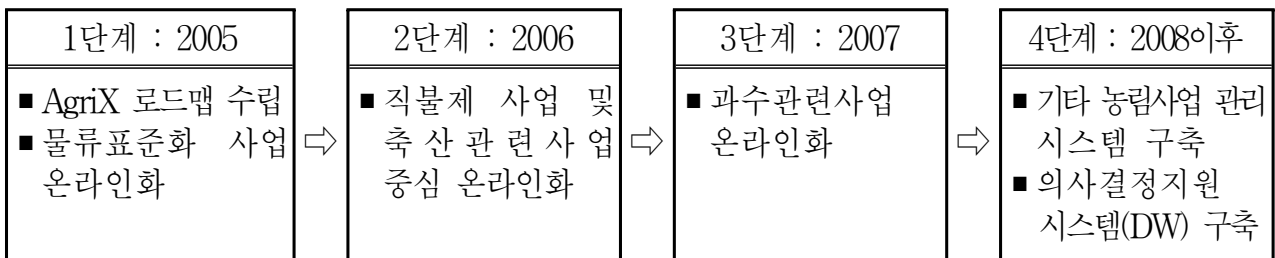 1단계 : 2005
■ AgriX 로드맵 수립
■ 물류표준화 사업
온라인화
⇨
2단계 : 2006
■ 직불제 사업 및
축산관련사업
중심 온라인화
⇨
3단계 : 2007
■ 과수관련사업
온라인화
⇨
4단계 : 2008이후
■ 기타 농림사업 관리
시스템 구축
■ 의사결정지원
시스템(DW) 구축